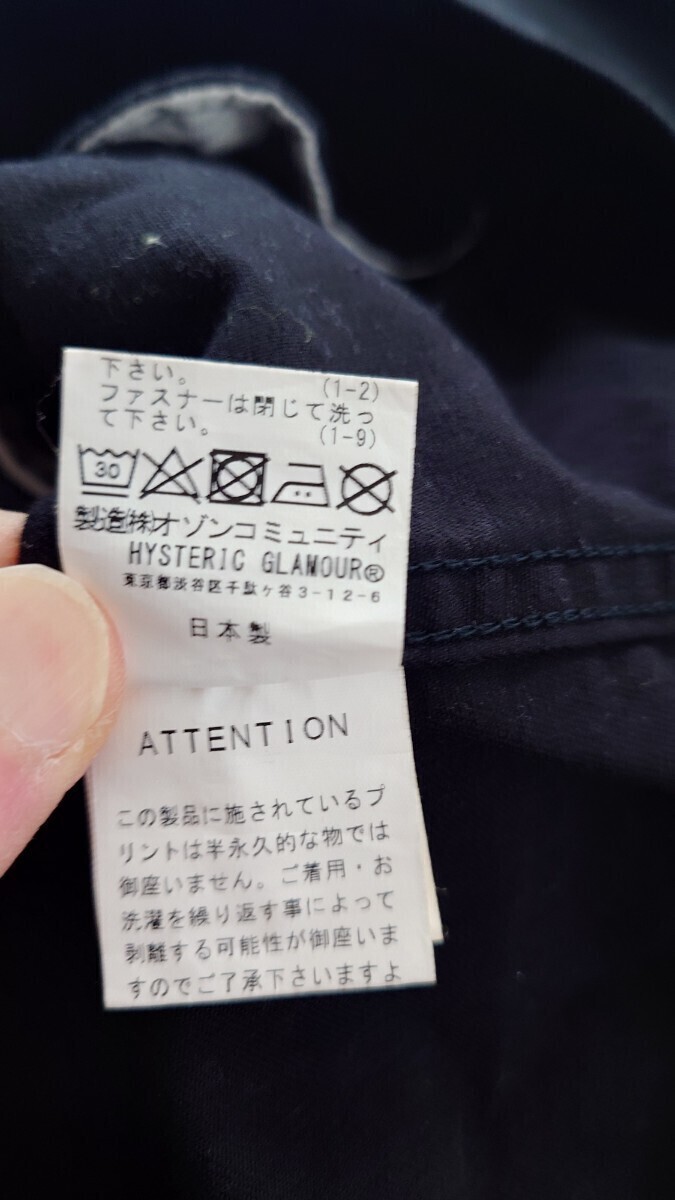 下さい。 (1-2)
ファスナーは閉じて洗っ
て下さい。 (1-9)
30
製造㈱オゾンコミュニティ
HYSTERIC GLAMOUR®
東京都渋谷区千駄ヶ谷3-12-6
日本製
ATTENTION
この製品に施されているプ
リントは半永久的な物では
御座いません。ご着用・お
洗濯を繰り返す事によって
剥離する可能性が御座いま
すのでご了承下さいますよ